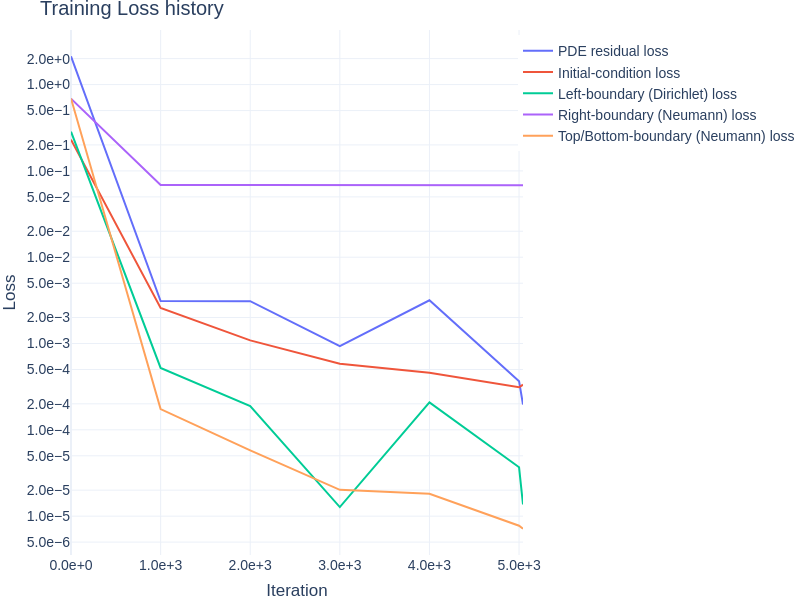 Training Loss history
Loss
2.0e+0
1.0e+0
5.0e−1
2.0e−1
1.0e−1
5.0e−2
2.0e−2
1.0e−2
5.0e−3
2.0e−3
1.0e−3
5.0e−4
2.0e−4
1.0e−4
5.0e−5
2.0e−5
1.0e−5
5.0e−6
0.0e+0 1.0e+3 2.0e+3 3.0e+3 4.0e+3 5.0e+3
Iteration
PDE residual loss
Initial-condition loss
Left-boundary (Dirichlet) loss
Right-boundary (Neumann) loss
Top/Bottom-boundary (Neumann) loss